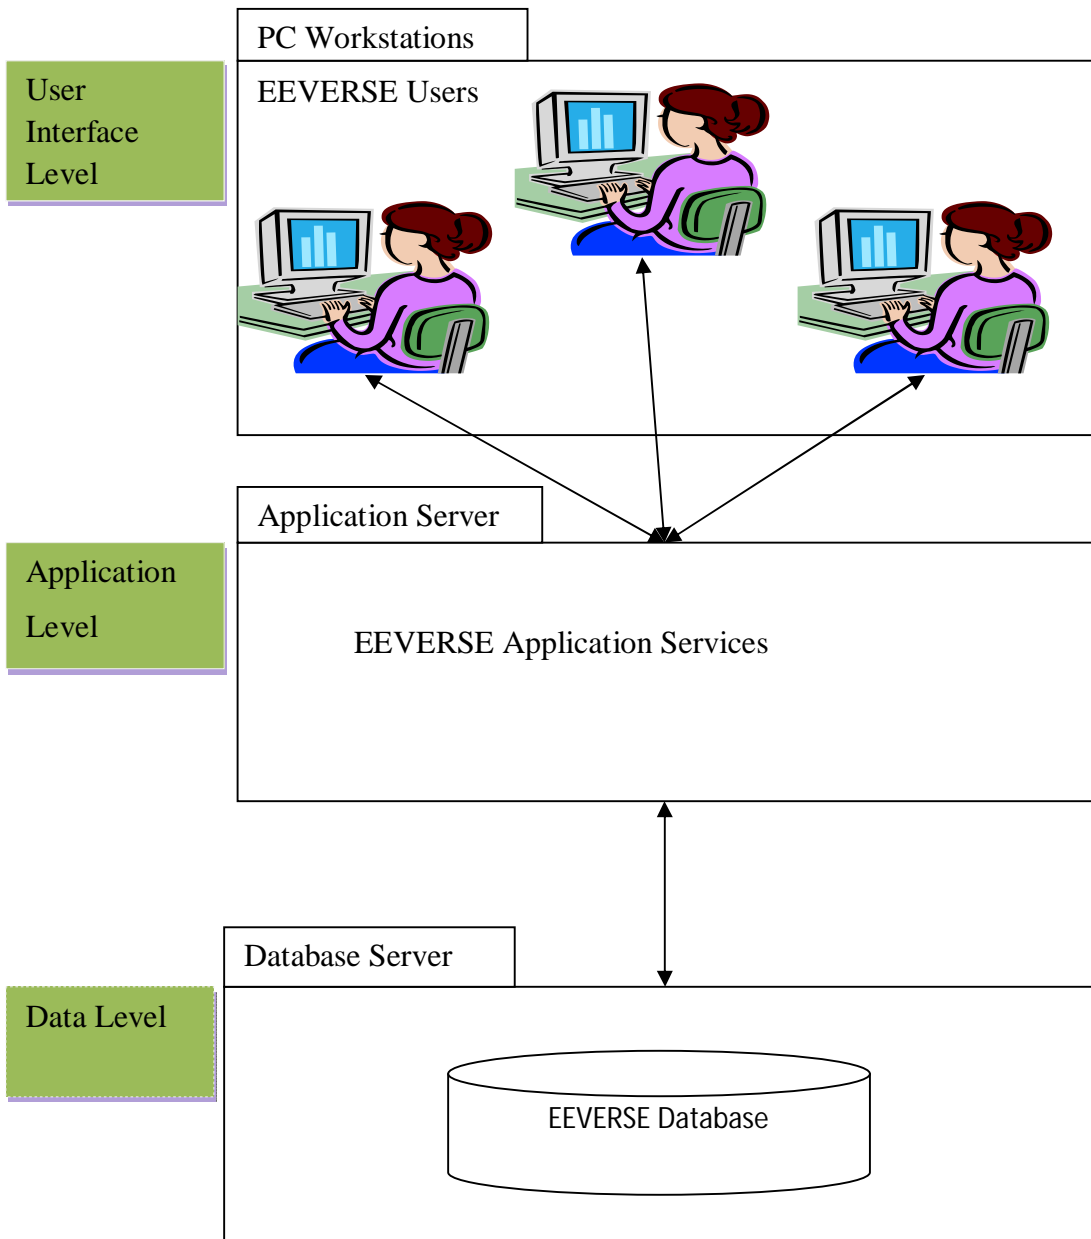 PC Workstations
User
Interface
Level
EEVERSE Users
Application Server
Application
Level
EEVERSE Application Services
Database Server
Data Level
EEVERSE Database